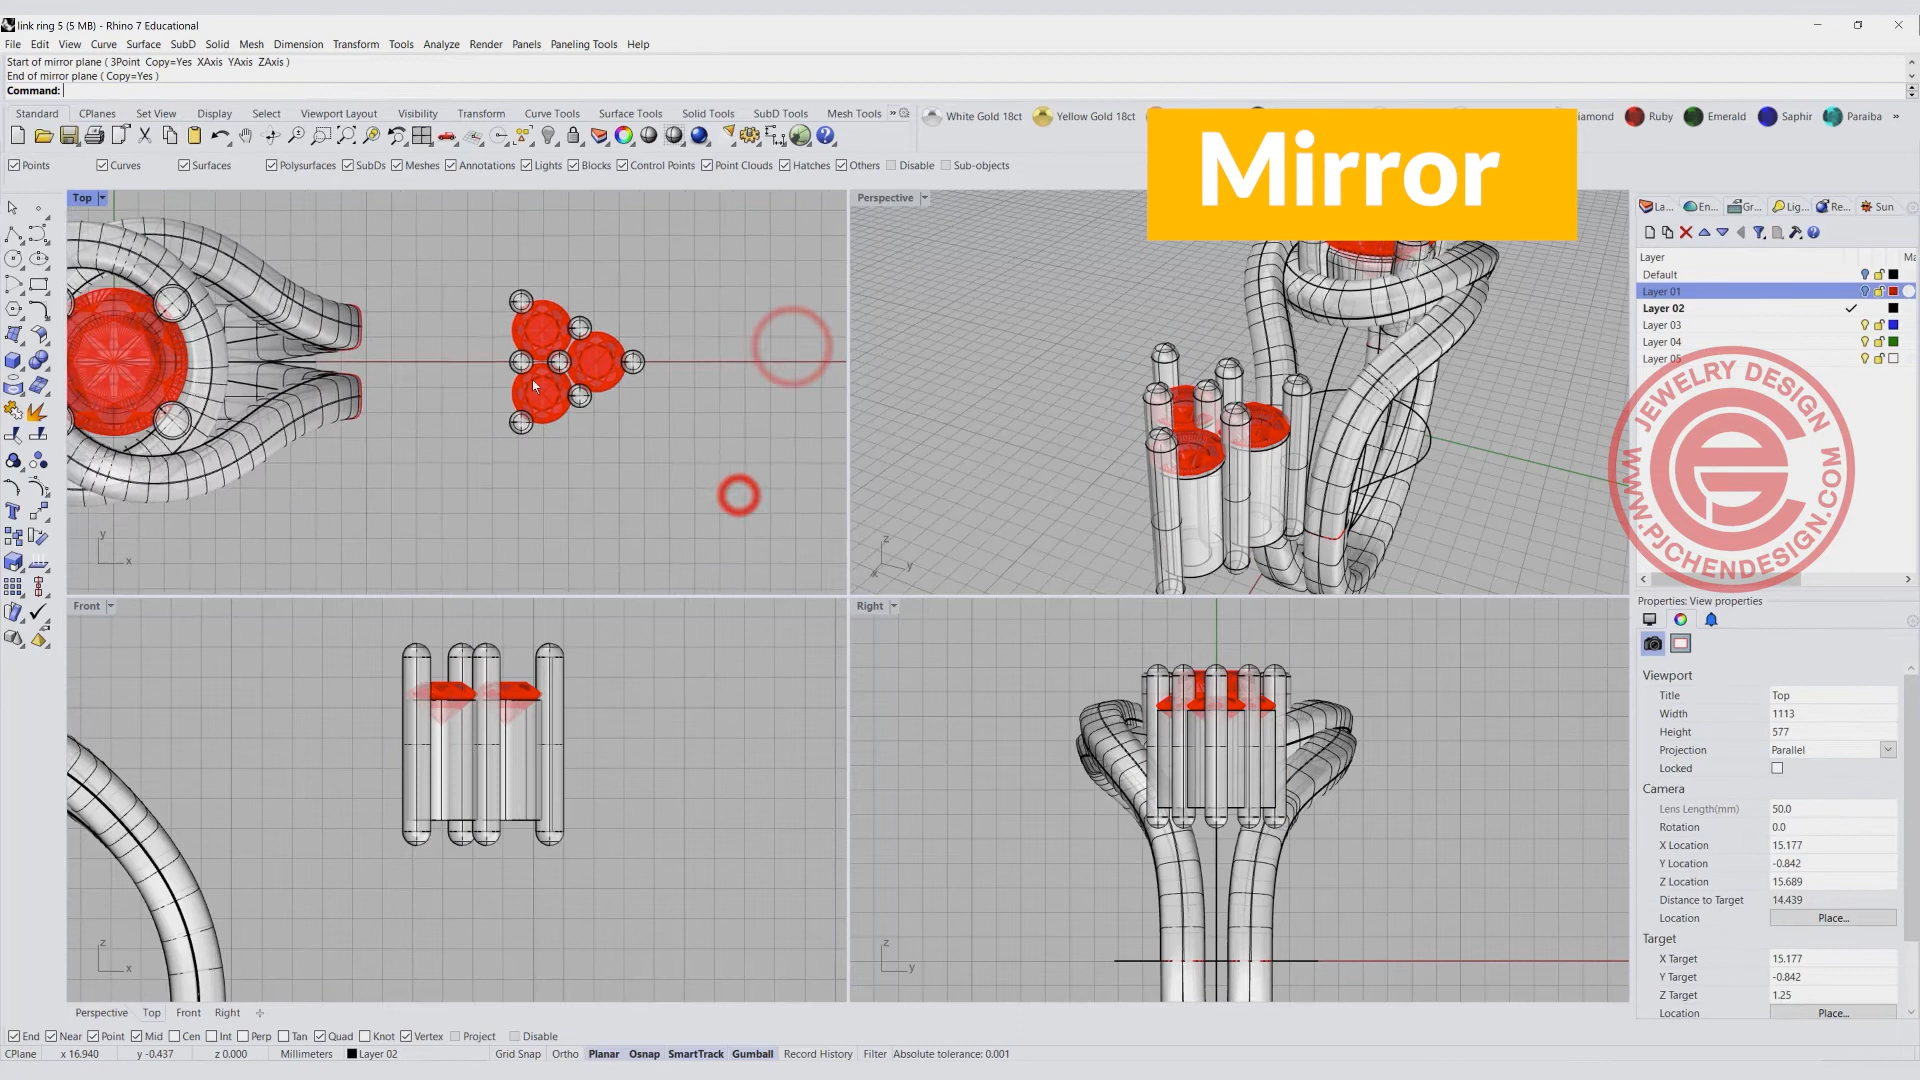 link ring 5 (5 MB) - Rhino 7 Educational
File Edit View Curve Surface SubD Solid Mesh Dimension Transform Tools Analyze Render Panels Paneling Tools Help
Start of mirror plane ( 3Point Copy=Yes XAxis YAxis ZAxis )
End of mirror plane ( Copy=Yes )
Command:
Standard CPlanes Set View Display Select Viewport Layout Visibility Transform Curve Tools Surface Tools Solid Tools SubD Tools Mesh Tools »
White Gold 18ct Yellow Gold 18ct iamond Ruby Emerald Saphir Paraiba »
Mirror
Points Curves Surfaces Polysurfaces SubDs Meshes Annotations Lights Blocks Control Points Point Clouds Hatches Others Disable Sub-objects
Top
Perspective
La... En... Gr... Lig... Re... Sun
Layer Ma
Default
Layer 01
Layer 02
Layer 03
Layer 04
Layer 05
JEWELRY DESIGN
WWW.PJCHENDESIGN.COM
y
x
z
y
x
Front
Right
z
x
z
y
Properties: View properties
Viewport
Title Top
Width 1113
Height 577
Projection Parallel
Locked
Camera
Lens Length(mm) 50.0
Rotation 0.0
X Location 15.177
Y Location -0.842
Z Location 15.689
Distance to Target 14.439
Location Place...
Target
X Target 15.177
Y Target -0.842
Z Target 1.25
Location Place...
Perspective Top Front Right
End Near Point Mid Cen Int Perp Tan Quad Knot Vertex Project Disable
CPlane x 16.940 y -0.437 z 0.000 Millimeters Layer 02 Grid Snap Ortho Planar Osnap SmartTrack Gumball Record History Filter Absolute tolerance: 0.001